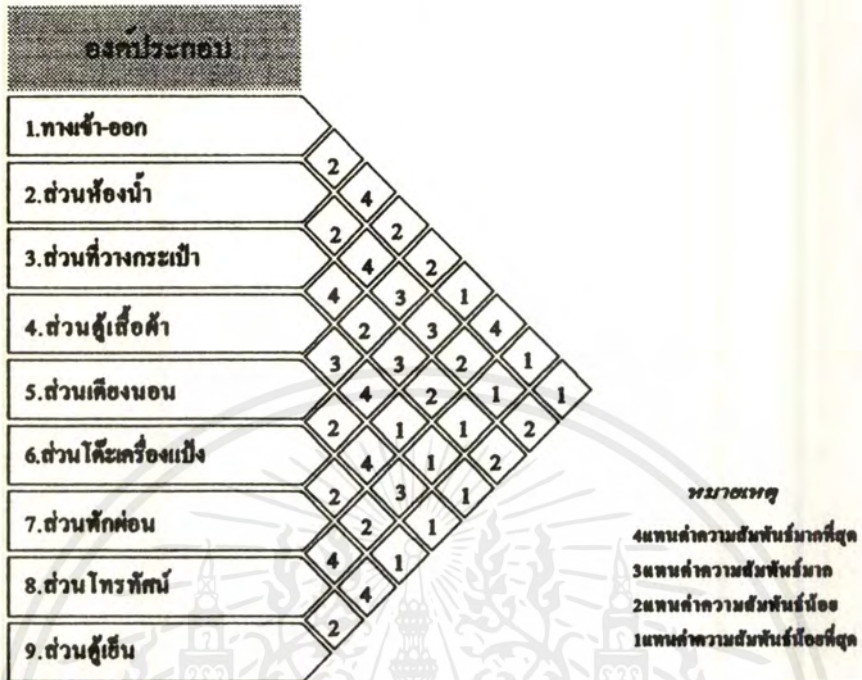 องค์ประกอบ
1.ทางเข้า-ออก
2
2.ส่วนห้องน้ำ
4
2 2
3.ส่วนที่วางกระเป๋า
4 2
4 3 1
4.ส่วนตู้เสื้อผ้า
2 3 4
3 3 2 1
5.ส่วนเตียงนอน
4 2 1 1
2 1 1 2
6.ส่วนโต๊ะเครื่องแป้ง
4 1 2
2 3 1
7.ส่วนพักผ่อน
2 1
4 1
8.ส่วนโทรทัศน์
4
2
9.ส่วนตู้เย็น
หมายเหตุ
4แทนค่าความสัมพันธ์มากที่สุด
3แทนค่าความสัมพันธ์มาก
2แทนค่าความสัมพันธ์น้อย
1แทนค่าความสัมพันธ์น้อยที่สุด